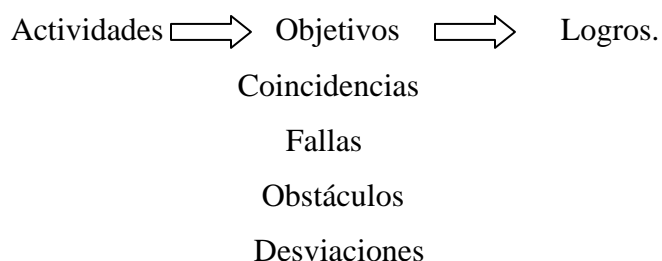 Actividades Objetivos Logros.
Coincidencias
Fallas
Obstáculos
Desviaciones